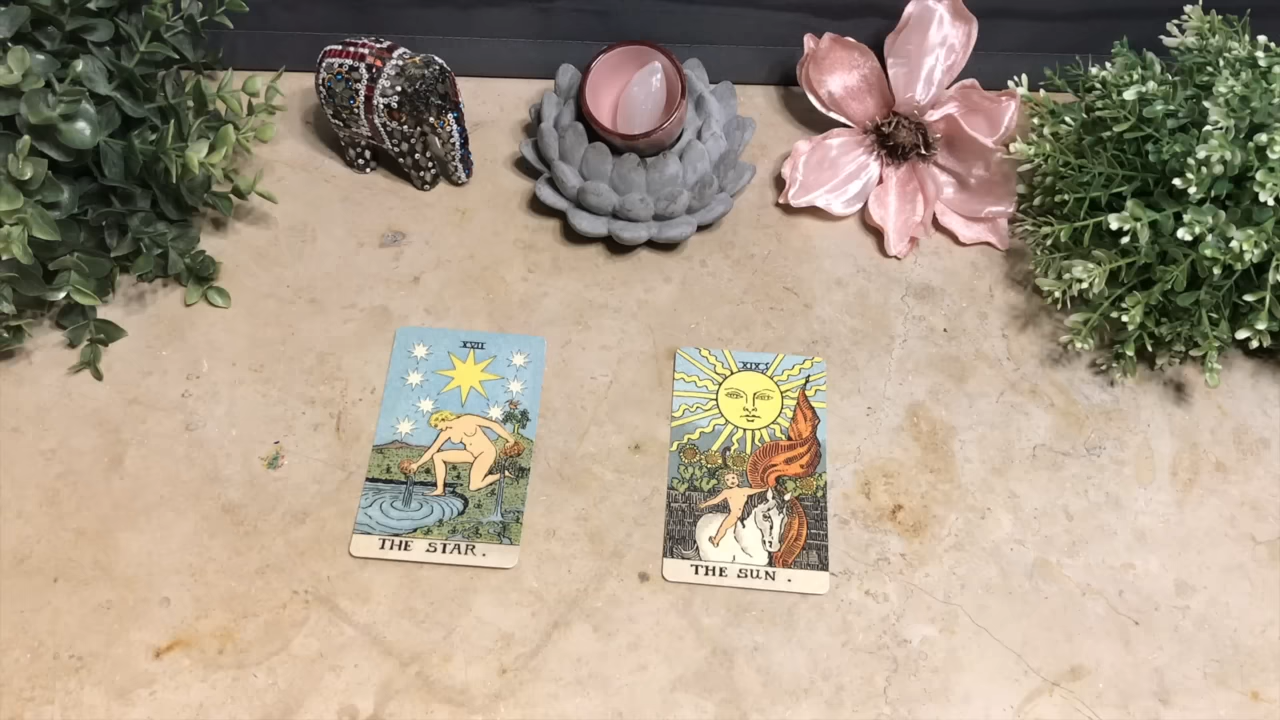 XVII
THE STAR.
XIX
THE SUN .